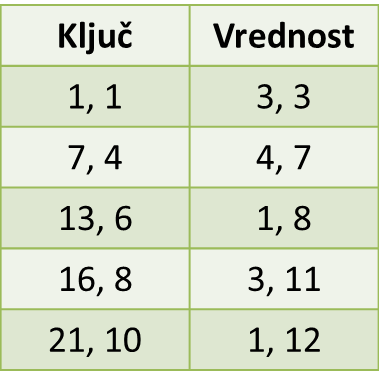 Ključ Vrednost
1, 1 3, 3
7, 4 4, 7
13, 6 1, 8
16, 8 3, 11
21, 10 1, 12